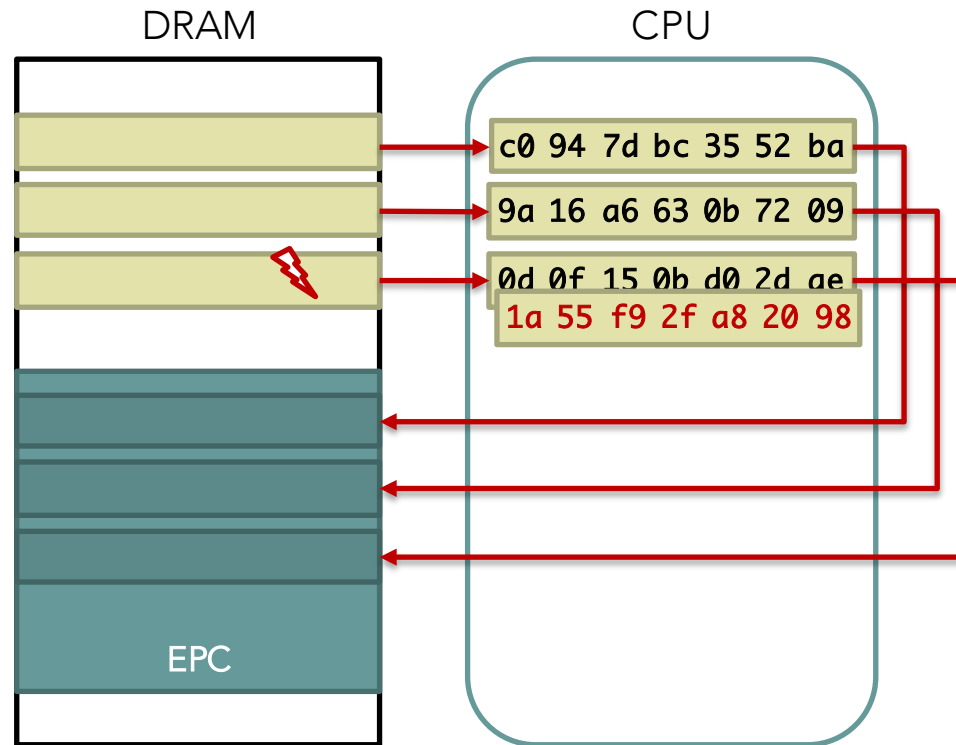 DRAM
CPU
c0 94 7d bc 35 52 ba
9a 16 a6 63 0b 72 09
0d 0f 15 0b d0 2d ae
1a 55 f9 2f a8 20 98
EPC